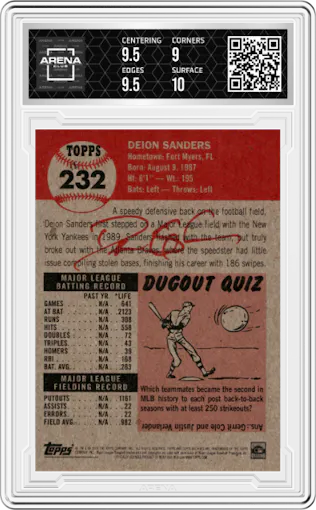 ARENA
CLUB
CENTERING
9.5
CORNERS
9
EDGES
9.5
SURFACE
10
TOPPS
232
DEION SANDERS
Hometown: Fort Myers, FL
Born: August 9, 1967
Ht: 6'1" — Wt: 195
Bats: Left — Throws: Left
A speedy defensive back on the football field,
Deion Sanders first stepped on a Major League field with the
New York Yankees in 1989. Sanders with the team, but truly
broke out with the Atlanta Braves the speedster had little
issue compiling stolen bases, finishing his career with 186 swipes.
MAJOR LEAGUE
BATTING RECORD
PAST YR. *LIFE
GAMES N/A 641
AT BAT N/A .2123
RUNS N/A 308
HITS N/A 558
DOUBLES N/A 72
TRIPLES N/A 43
HOMERS N/A 39
RBI N/A 168
BAT. AVG. N/A .263
MAJOR LEAGUE
FIELDING RECORD
PUTOUTS N/A 1161
ASSISTS N/A 22
ERRORS N/A 22
FIELD AVG. N/A .982
DUGOUT QUIZ
Which teammates became the second in
MLB history to each post back-to-back
seasons with at least 250 strikeouts?
Ans: Gerrit Cole and Justin Verlander
Topps
ARENA